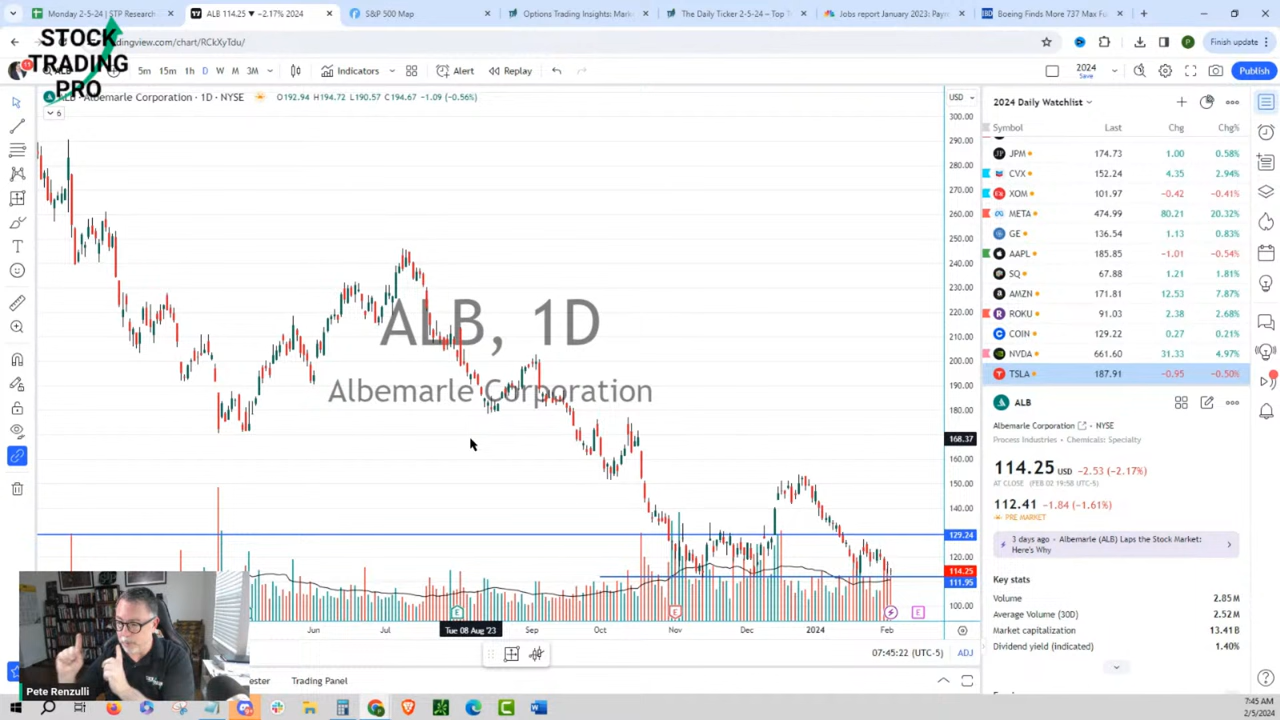 Monday 2-5-24 | STP Research
ALB 114.25 ▼ −2.17% 2024
S&P 500 Map
Options Trading Insights: Mark
The Daily Ticker 2-5-24 – Top
Jobs report January 2023: Payr
Boeing Finds More 737 Max Fu
STOCK
TRADING
PRO
ingview.com/chart/RCkXyTdu/
Finish update
ALB
5m 15m 1h D W M 3M
Indicators
Alert
Replay
2024
Save
Publish
ALB · Albemarle Corporation · 1D · NYSE
O192.94 H194.72 L190.57 C194.67 −1.09 (−0.56%)
6
USD
300.00
290.00
280.00
270.00
260.00
250.00
240.00
230.00
220.00
210.00
200.00
190.00
180.00
168.37
160.00
150.00
140.00
129.24
120.00
114.25
111.95
100.00
ALB, 1D
Albemarle Corporation
Jun Jul Tue 08 Aug '23 Sep Oct Nov Dec 2024 Feb
07:45:22 (UTC-5)
ADJ
ester
Trading Panel
Pete Renzulli
2024 Daily Watchlist
Symbol Last Chg Chg%
JPM 174.73 1.00 0.58%
CVX 152.24 4.35 2.94%
XOM 101.97 −0.42 −0.41%
META 474.99 80.21 20.32%
GE 136.54 1.13 0.83%
AAPL 185.85 −1.01 −0.54%
SQ 67.88 1.21 1.81%
AMZN 171.81 12.53 7.87%
ROKU 91.03 2.38 2.68%
COIN 129.22 0.27 0.21%
NVDA 661.60 31.33 4.97%
TSLA 187.91 −0.95 −0.50%
ALB
Albemarle Corporation · NYSE
Process Industries · Chemicals: Specialty
114.25 USD −2.53 (−2.17%)
AT CLOSE (FEB 02 19:58 UTC-5)
112.41 −1.84 (−1.61%)
PRE MARKET
3 days ago · Albemarle (ALB) Laps the Stock Market:
Here's Why
Key stats
Volume 2.85M
Average Volume (30D) 2.52M
Market capitalization 13.41B
Dividend yield (indicated) 1.40%
7:45 AM
2/5/2024